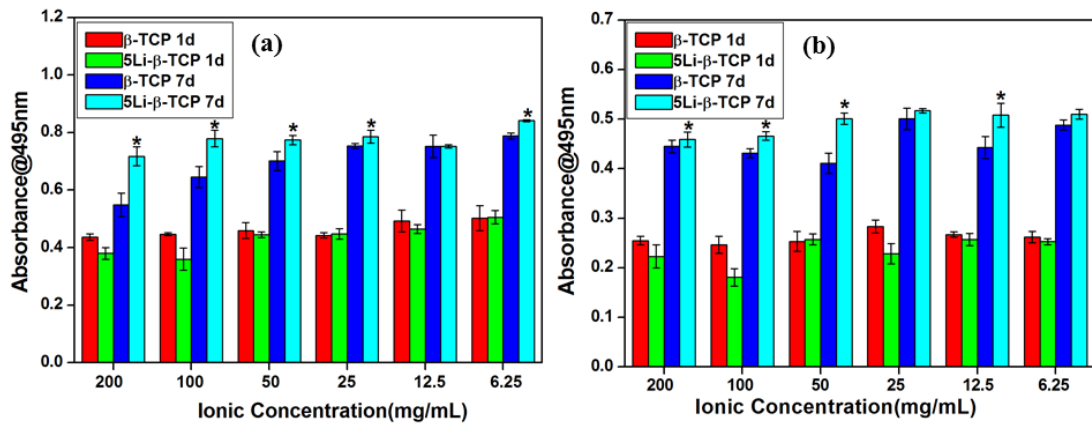 (a)
β-TCP 1d
5Li-β-TCP 1d
β-TCP 7d
5Li-β-TCP 7d
Absorbance@495nm
1.2
1.0
0.8
0.6
0.4
0.2
0.0
* * * * *
200 100 50 25 12.5 6.25
Ionic Concentration(mg/mL)
(b)
β-TCP 1d
5Li-β-TCP 1d
β-TCP 7d
5Li-β-TCP 7d
Absorbance@495nm
0.7
0.6
0.5
0.4
0.3
0.2
0.1
0.0
* * * *
200 100 50 25 12.5 6.25
Ionic Concentration(mg/mL)